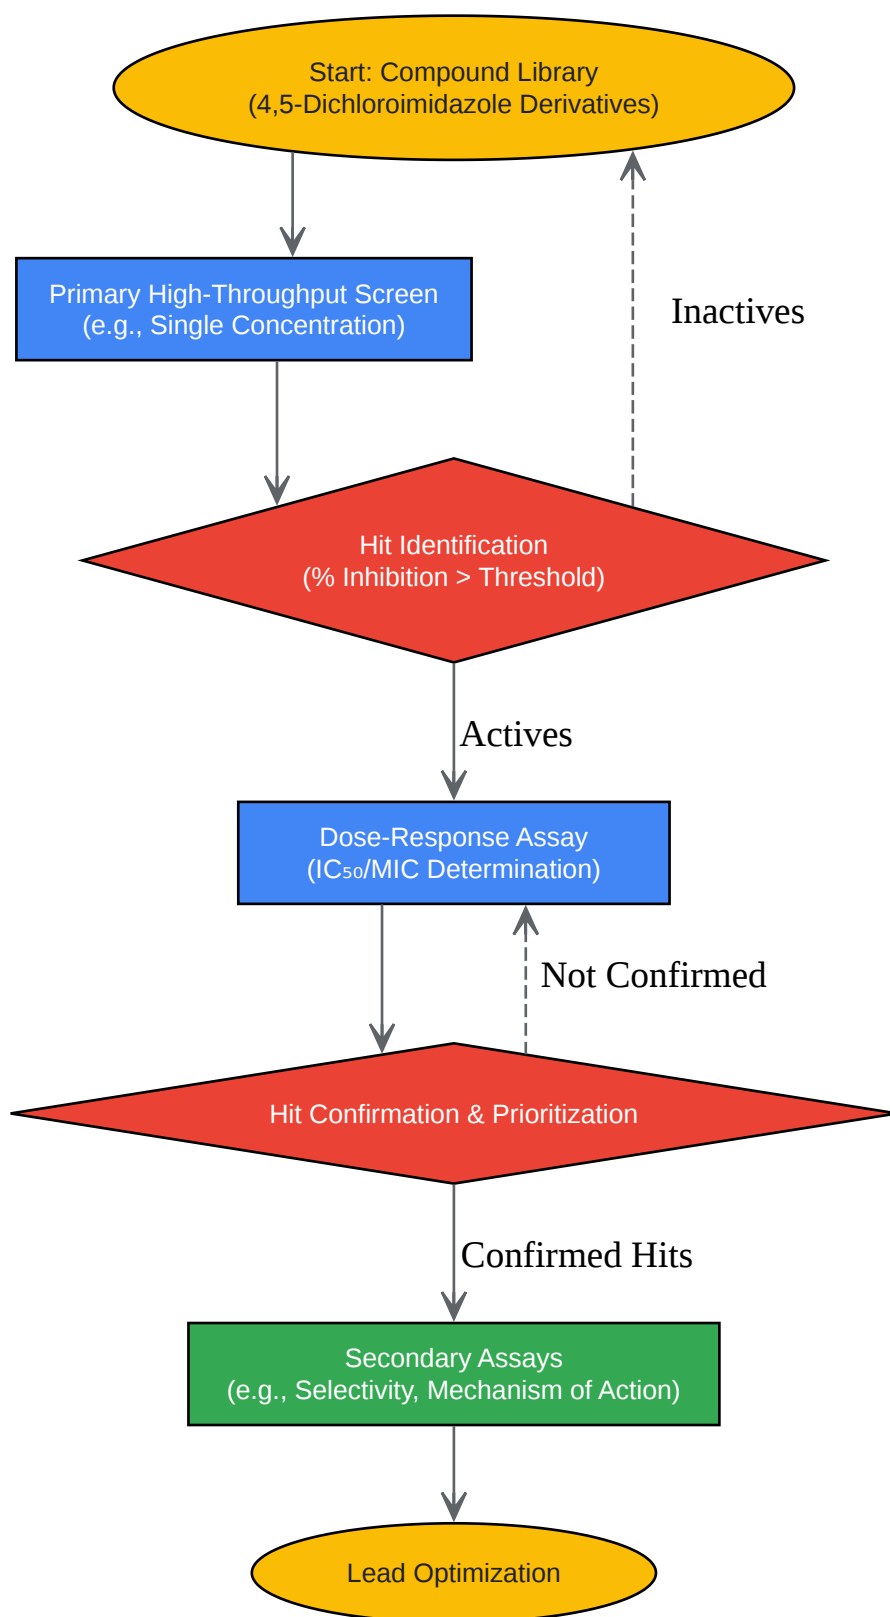 Start: Compound Library
(4,5-Dichloroimidazole Derivatives)
Primary High-Throughput Screen
(e.g., Single Concentration)
Inactives
Hit Identification
(% Inhibition > Threshold)
Actives
Dose-Response Assay
(IC₅₀/MIC Determination)
Not Confirmed
Hit Confirmation & Prioritization
Confirmed Hits
Secondary Assays
(e.g., Selectivity, Mechanism of Action)
Lead Optimization